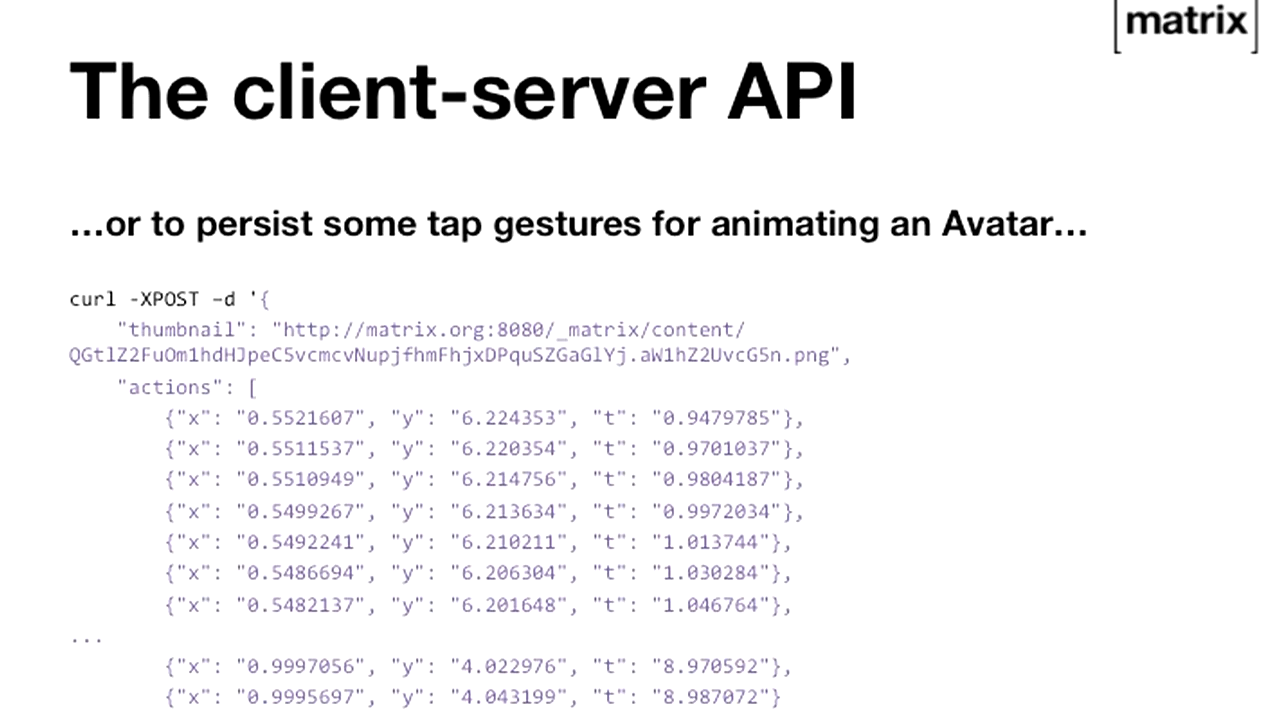 [matrix]
The client-server API
...or to persist some tap gestures for animating an Avatar...
curl -XPOST –d '{
"thumbnail": "http://matrix.org:8080/_matrix/content/
QGtlZ2FuOm1hdHJpeC5vcmcvNupjfhmFhjxDPquSZGaGlYj.aW1hZ2UvcG5n.png",
"actions": [
{"x": "0.5521607", "y": "6.224353", "t": "0.9479785"},
{"x": "0.5511537", "y": "6.220354", "t": "0.9701037"},
{"x": "0.5510949", "y": "6.214756", "t": "0.9804187"},
{"x": "0.5499267", "y": "6.213634", "t": "0.9972034"},
{"x": "0.5492241", "y": "6.210211", "t": "1.013744"},
{"x": "0.5486694", "y": "6.206304", "t": "1.030284"},
{"x": "0.5482137", "y": "6.201648", "t": "1.046764"},
...
{"x": "0.9997056", "y": "4.022976", "t": "8.970592"},
{"x": "0.9995697", "y": "4.043199", "t": "8.987072"}